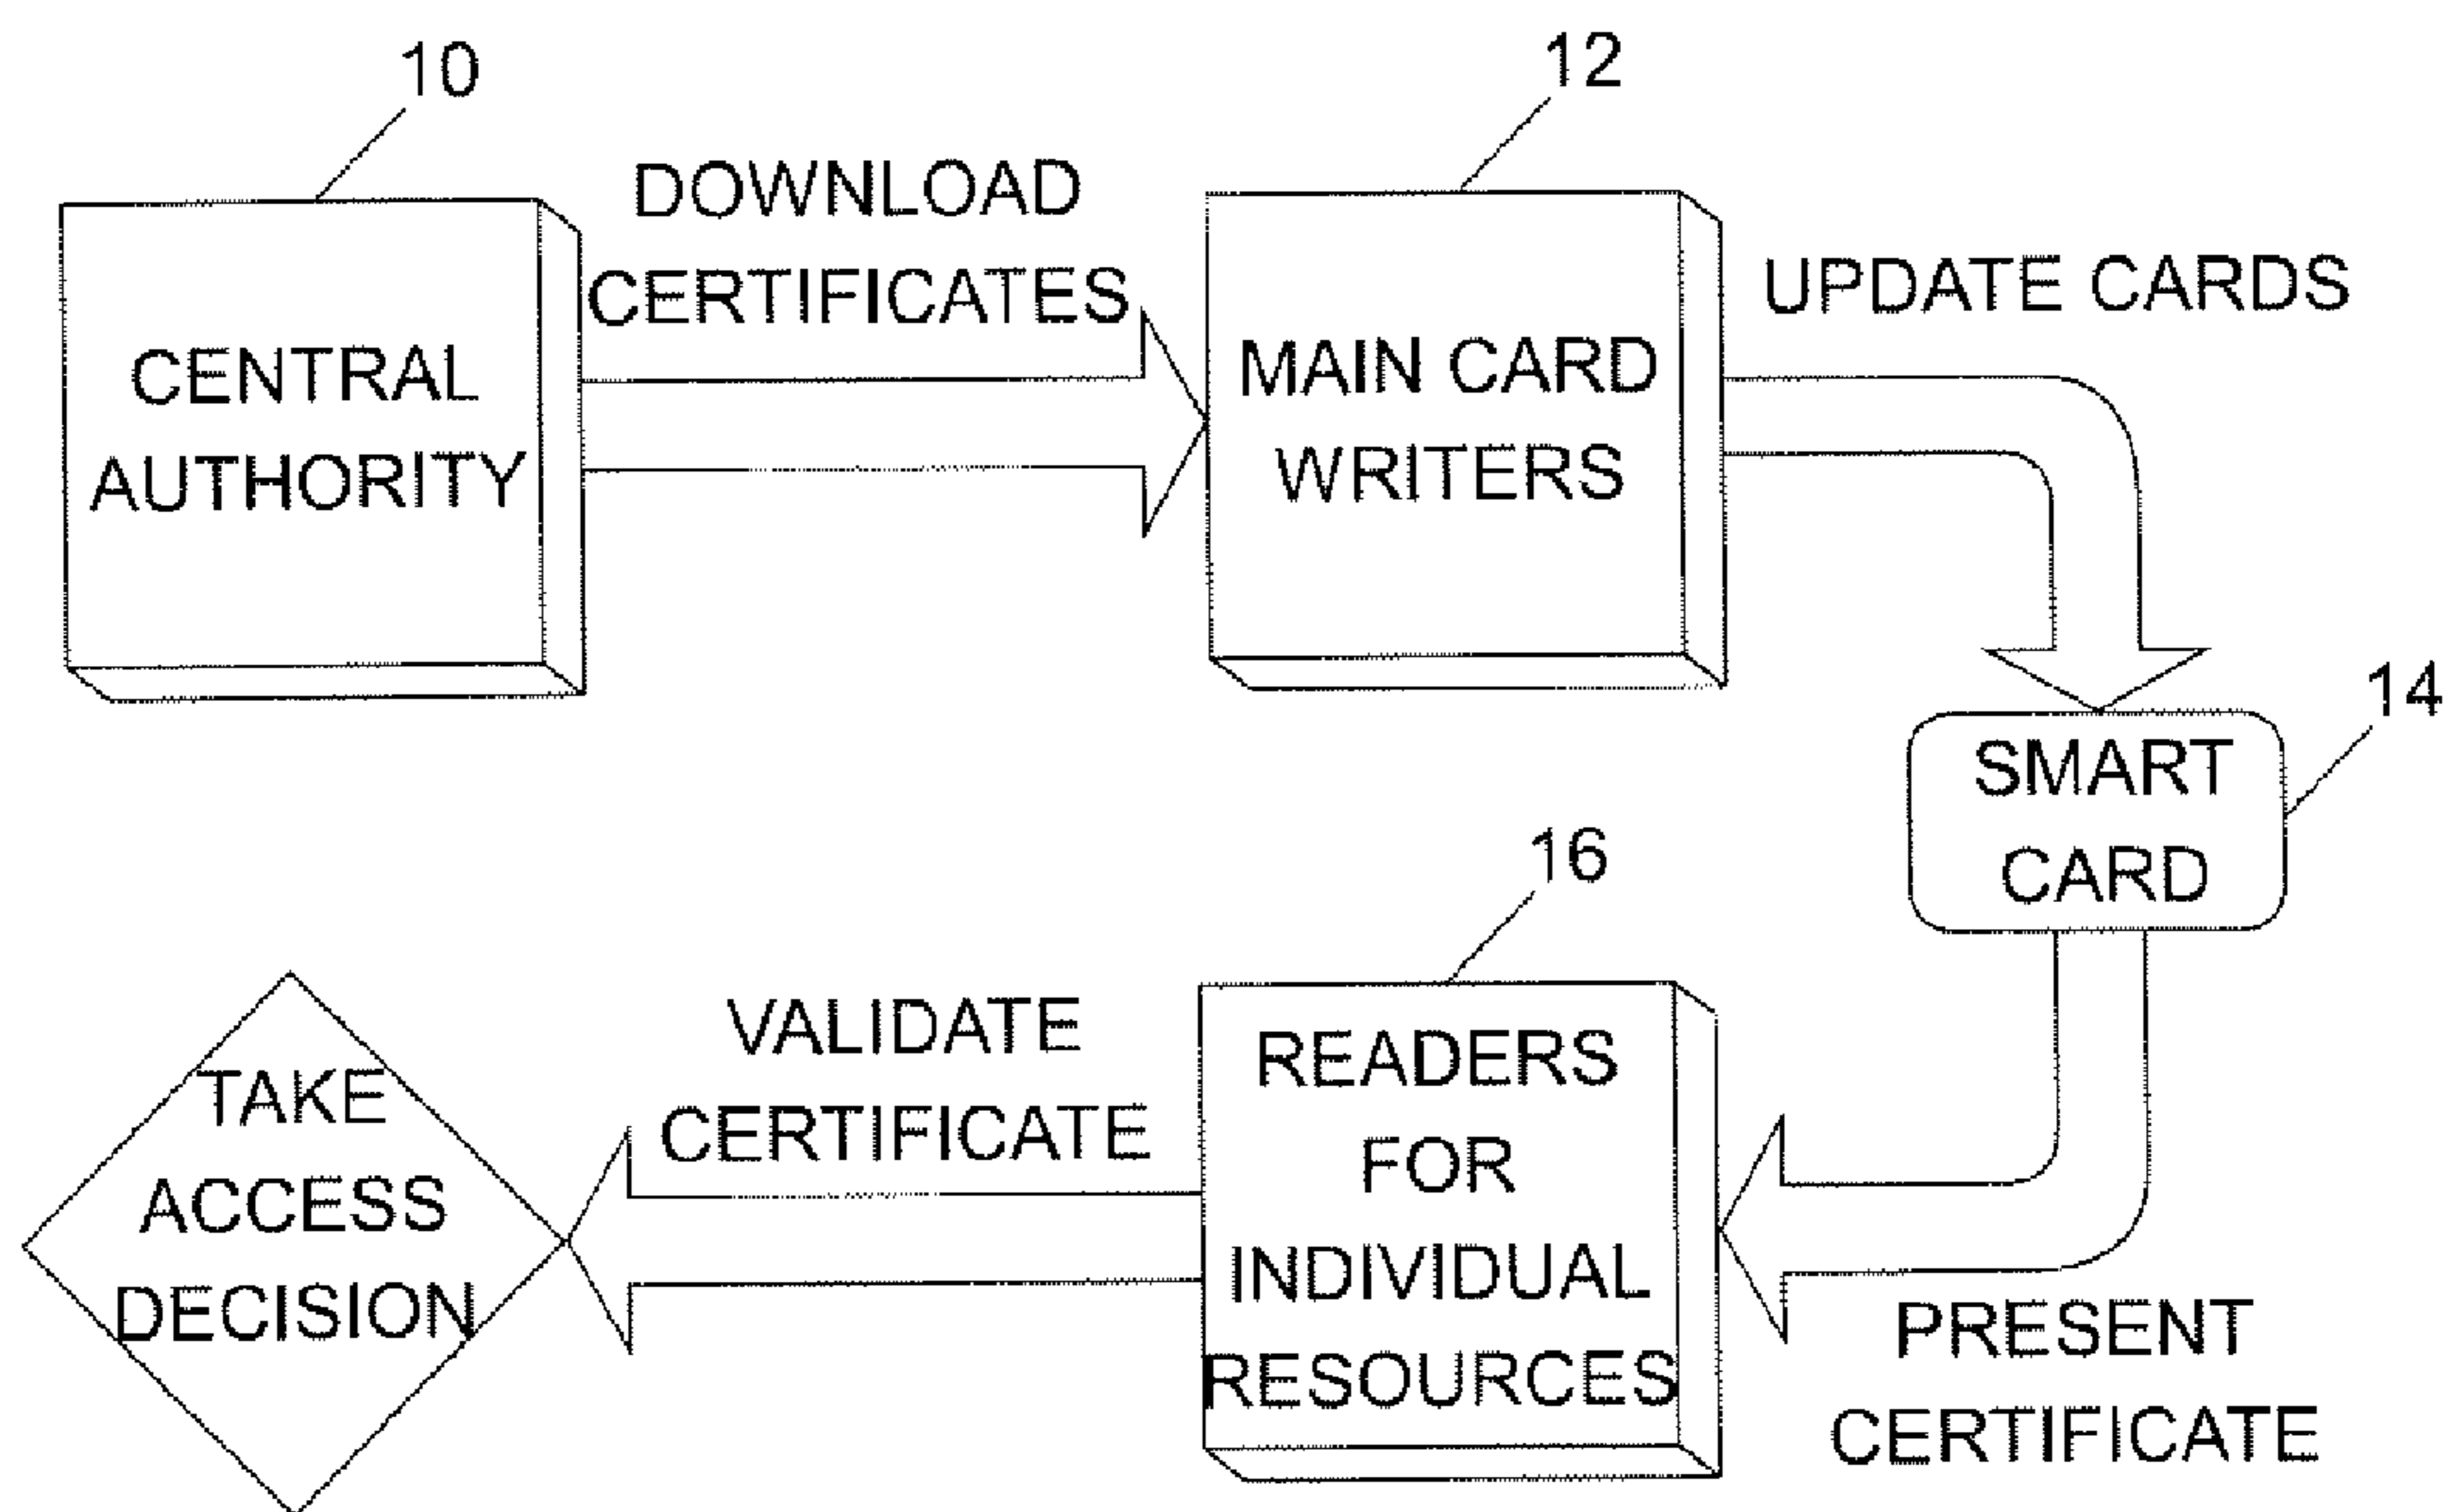 10
12
DOWNLOAD
CERTIFICATES
UPDATE CARDS
CENTRAL
AUTHORITY
MAIN CARD
WRITERS
14
SMART
CARD
16
VALIDATE
CERTIFICATE
READERS
FOR
INDIVIDUAL
RESOURCES
TAKE
ACCESS
DECISION
PRESENT
CERTIFICATE